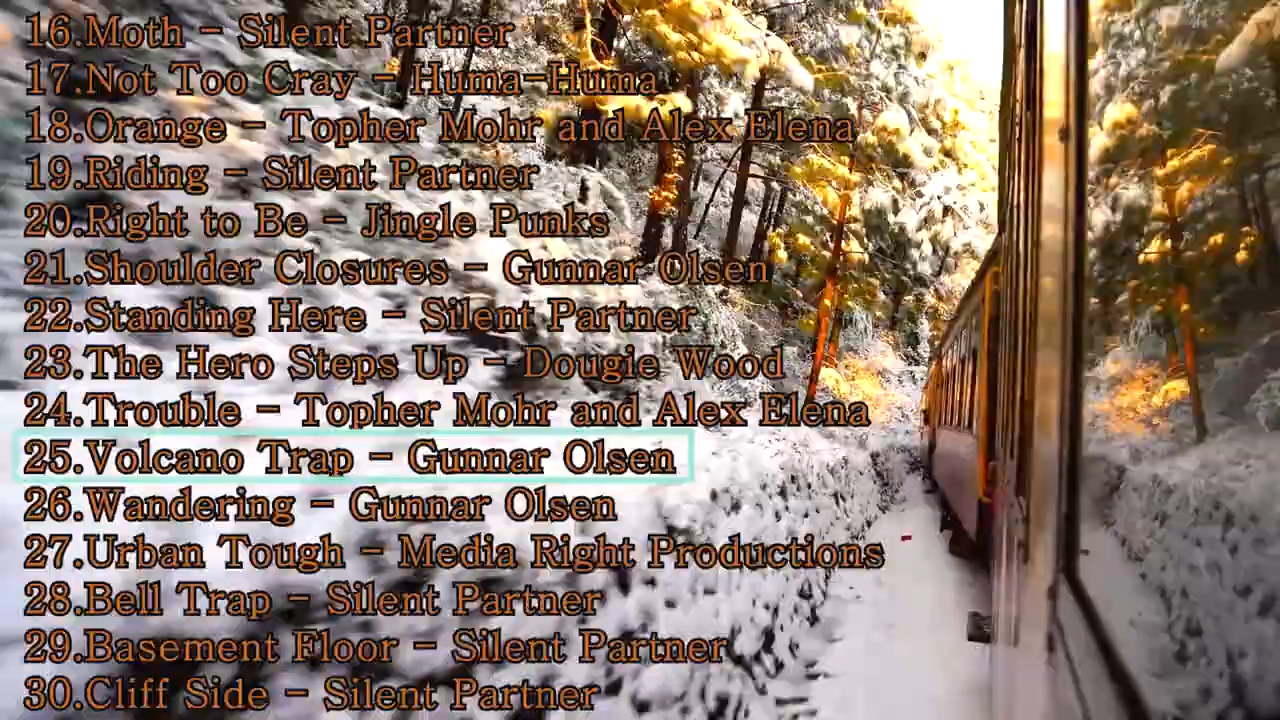 16.Moth - Silent Partner
17.Not Too Cray - Huma-Huma
18.Orange - Topher Mohr and Alex Elena
19.Riding - Silent Partner
20.Right to Be - Jingle Punks
21.Shoulder Closures - Gunnar Olsen
22.Standing Here - Silent Partner
23.The Hero Steps Up - Dougie Wood
24.Trouble - Topher Mohr and Alex Elena
25.Volcano Trap - Gunnar Olsen
26.Wandering - Gunnar Olsen
27.Urban Tough - Media Right Productions
28.Bell Trap - Silent Partner
29.Basement Floor - Silent Partner
30.Cliff Side - Silent Partner